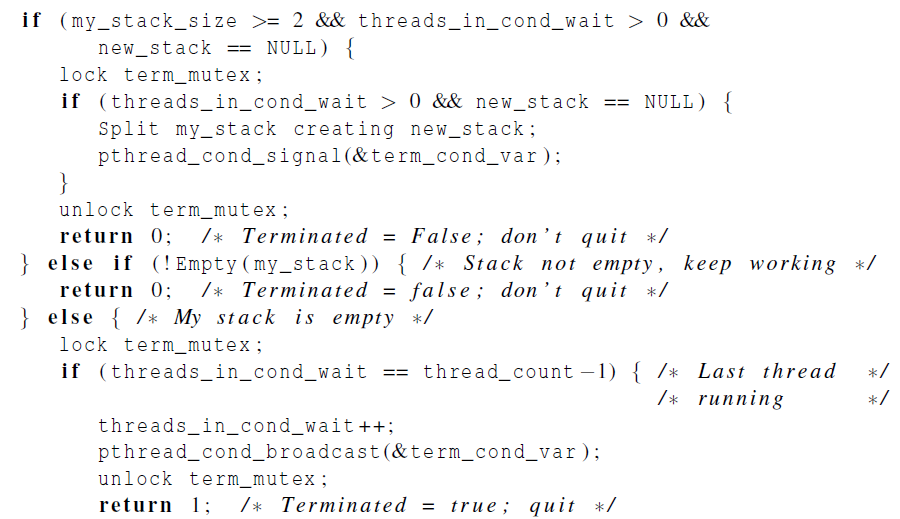 if (my_stack_size >= 2 && threads_in_cond_wait > 0 &&
new_stack == NULL) {
lock term_mutex;
if (threads_in_cond_wait > 0 && new_stack == NULL) {
Split my_stack creating new_stack;
pthread_cond_signal(&term_cond_var);
}
unlock term_mutex;
return 0; /* Terminated = False; don't quit */
} else if (!Empty(my_stack)) { /* Stack not empty, keep working */
return 0; /* Terminated = false; don't quit */
} else { /* My stack is empty */
lock term_mutex;
if (threads_in_cond_wait == thread_count−1) { /* Last thread */
/* running */
threads_in_cond_wait++;
pthread_cond_broadcast(&term_cond_var);
unlock term_mutex;
return 1; /* Terminated = true; quit */